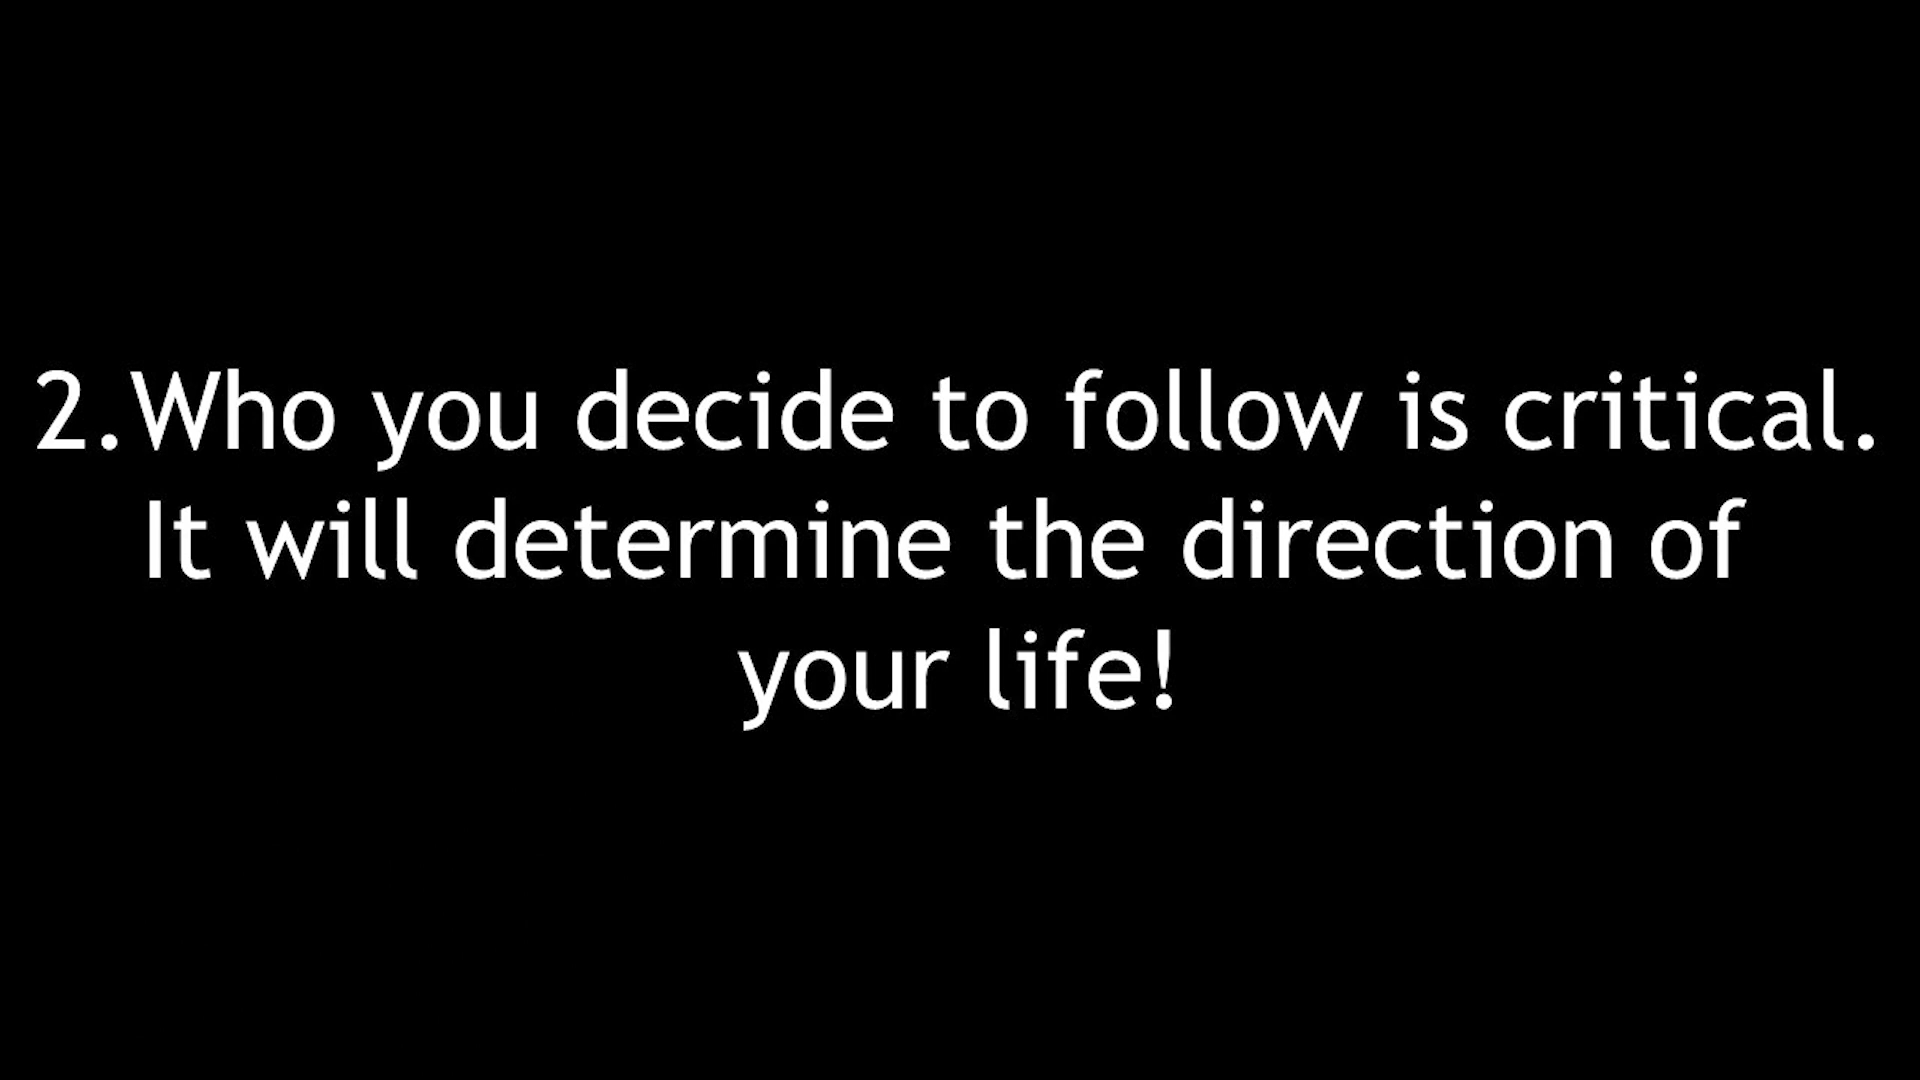 2.Who you decide to follow is critical.
It will determine the direction of
your life!